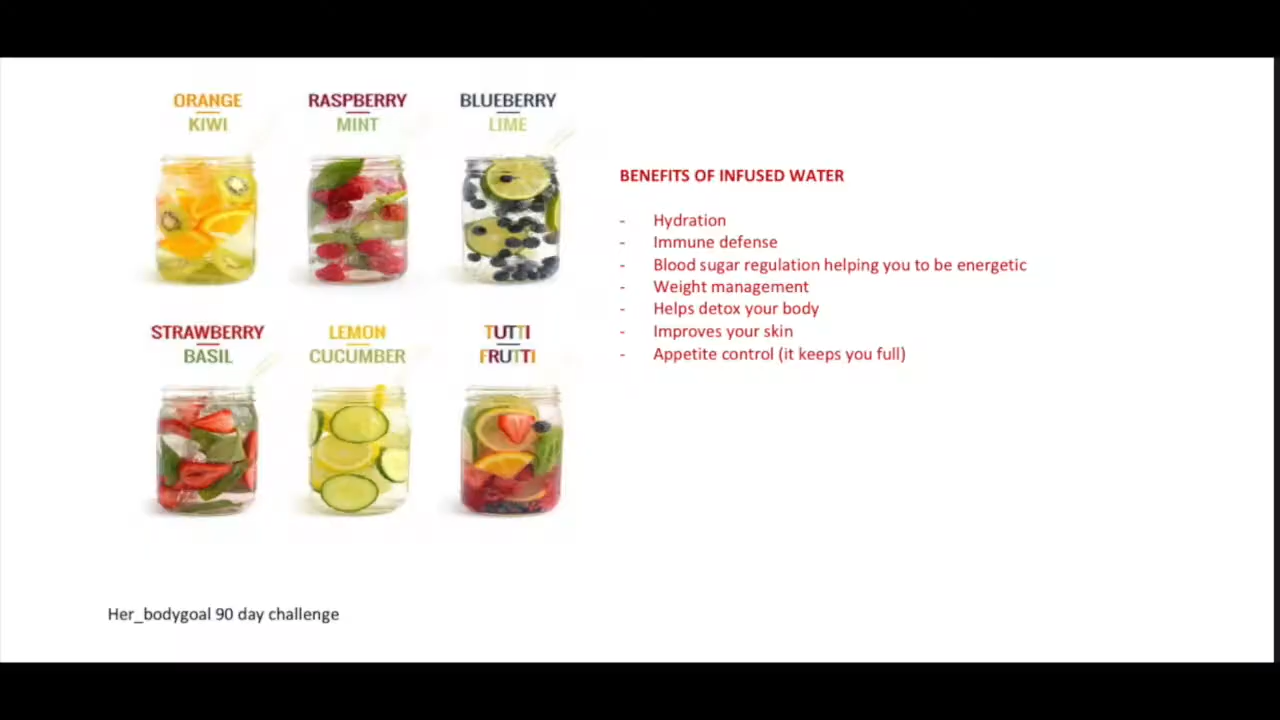 ORANGE
KIWI
RASPBERRY
MINT
BLUEBERRY
LIME
STRAWBERRY
BASIL
LEMON
CUCUMBER
TUTTI
FRUTTI
BENEFITS OF INFUSED WATER
- Hydration
- Immune defense
- Blood sugar regulation helping you to be energetic
- Weight management
- Helps detox your body
- Improves your skin
- Appetite control (it keeps you full)
Her_bodygoal 90 day challenge